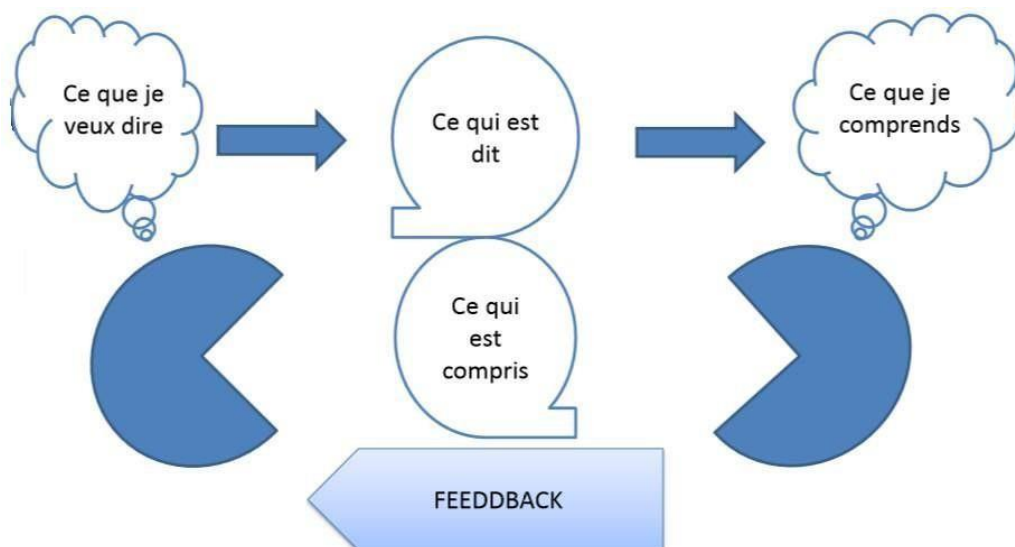 Ce que je
veux dire
Ce qui est
dit
Ce que je
comprends
Ce qui
est
compris
FEEDDBACK